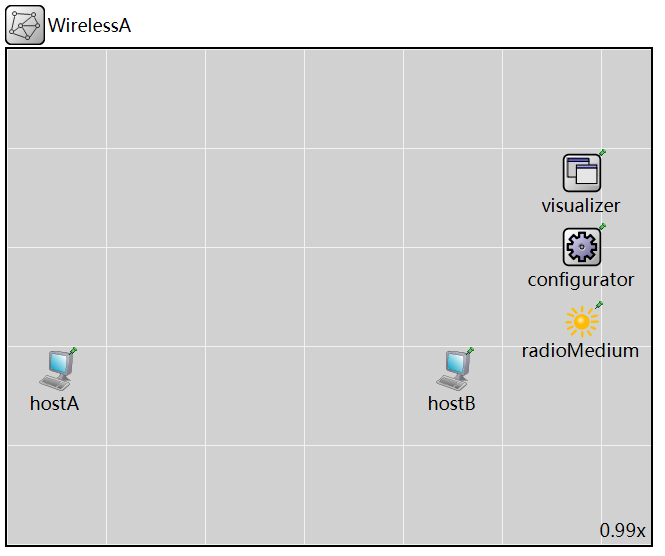 WirelessA
visualizer
configurator
radioMedium
hostA
hostB
0.99x